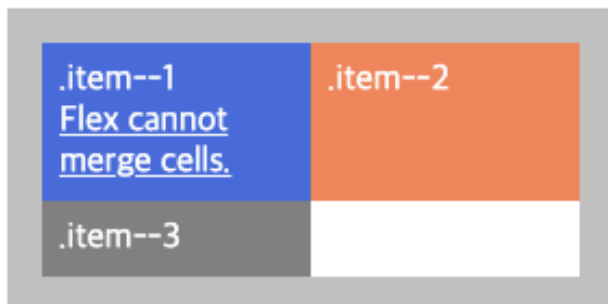 .item--1
Flex cannot
merge cells.
.item--2
.item--3